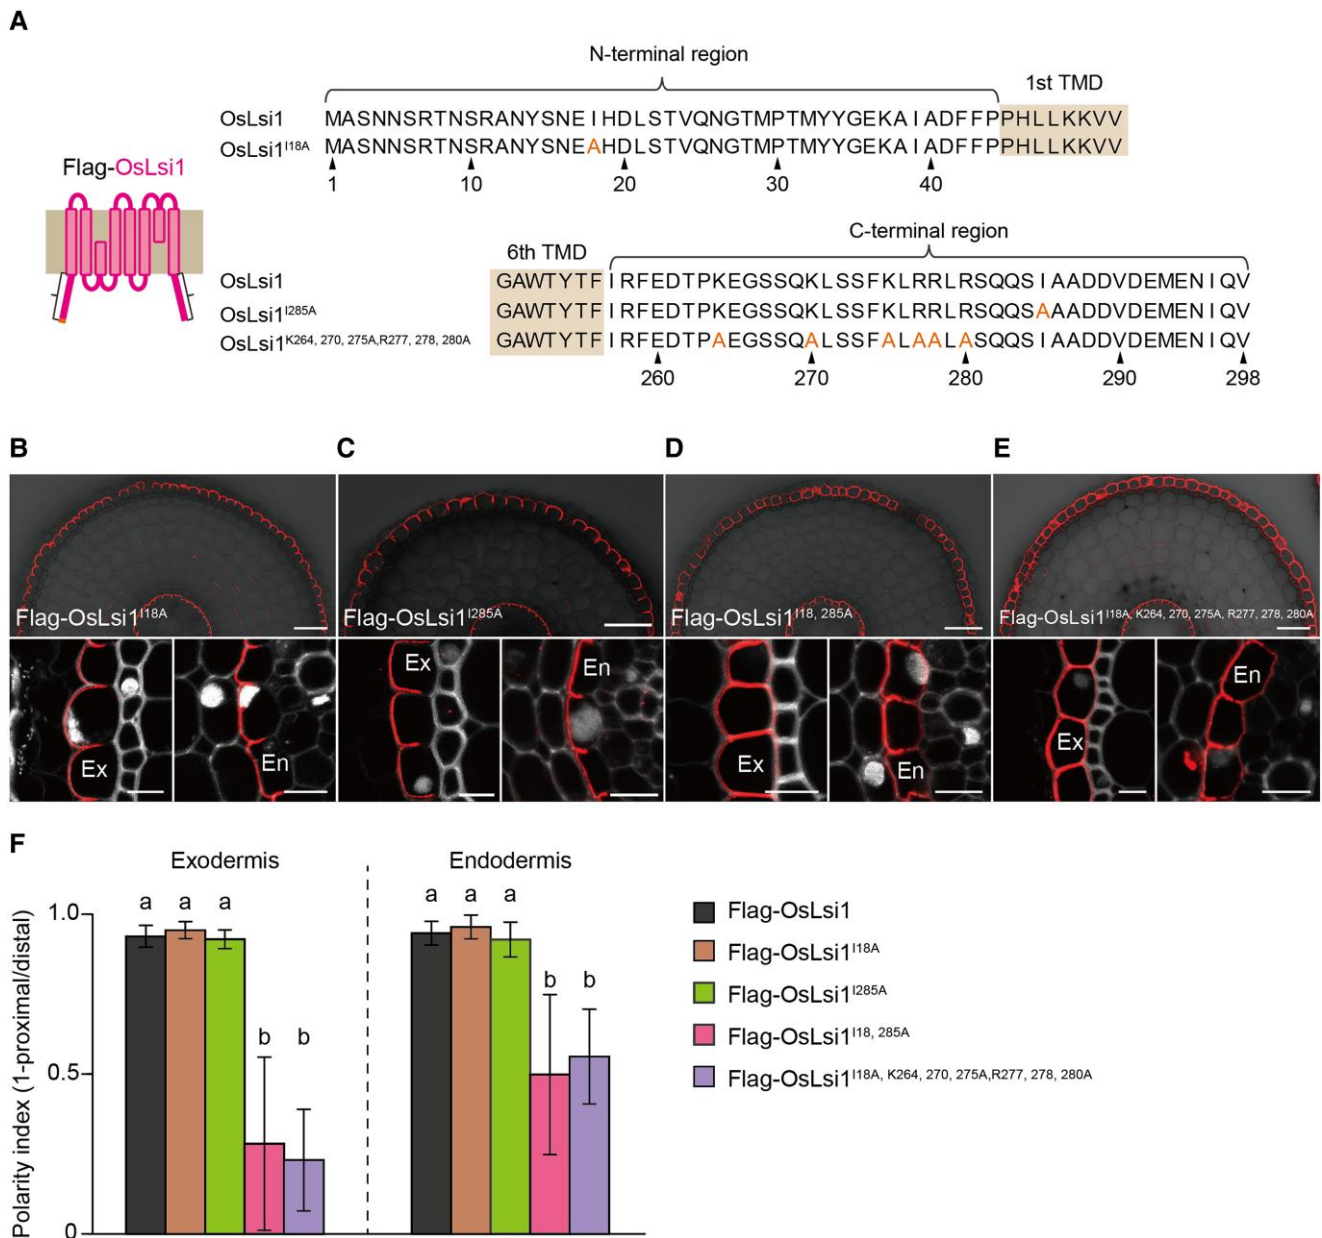 A
N-terminal region
1st TMD
OsLsi1 MASNNSRTNSRANYSNEIHDLSTVQNGTMPTMYYGEKAIADFFPPHLLKKVV
OsLsi1I18A MASNNSRTNSRANYSNEAHDLSTVQNGTMPTMYYGEKAIADFFPPHLLKKVV
1 10 20 30 40
Flag-OsLsi1
C-terminal region
6th TMD
OsLsi1 GAWTYTFIRFEDTPKEGSSQKLSSFKLRRLRSQQSIAADDVDEMENIQV
OsLsi1I285A GAWTYTFIRFEDTPKEGSSQKLSSFKLRRLRSQQSAAADDVDEMENIQV
OsLsi1K264, 270, 275A,R277, 278, 280A GAWTYTFIRFEDTPAEGSSQALSSFALAALASQQSIAADDVDEMENIQV
260 270 280 290 298
B C D E
Flag-OsLsi1I18A Flag-OsLsi1I285A Flag-OsLsi1I18, 285A Flag-OsLsi1I18A, K264, 270, 275A, R277, 278, 280A
Ex En Ex En Ex En Ex En
F
Exodermis Endodermis
Polarity index (1-proximal/distal)
1.0
0.5
0
a a a b b a a a b b
Flag-OsLsi1
Flag-OsLsi1I18A
Flag-OsLsi1I285A
Flag-OsLsi1I18, 285A
Flag-OsLsi1I18A, K264, 270, 275A,R277, 278, 280A